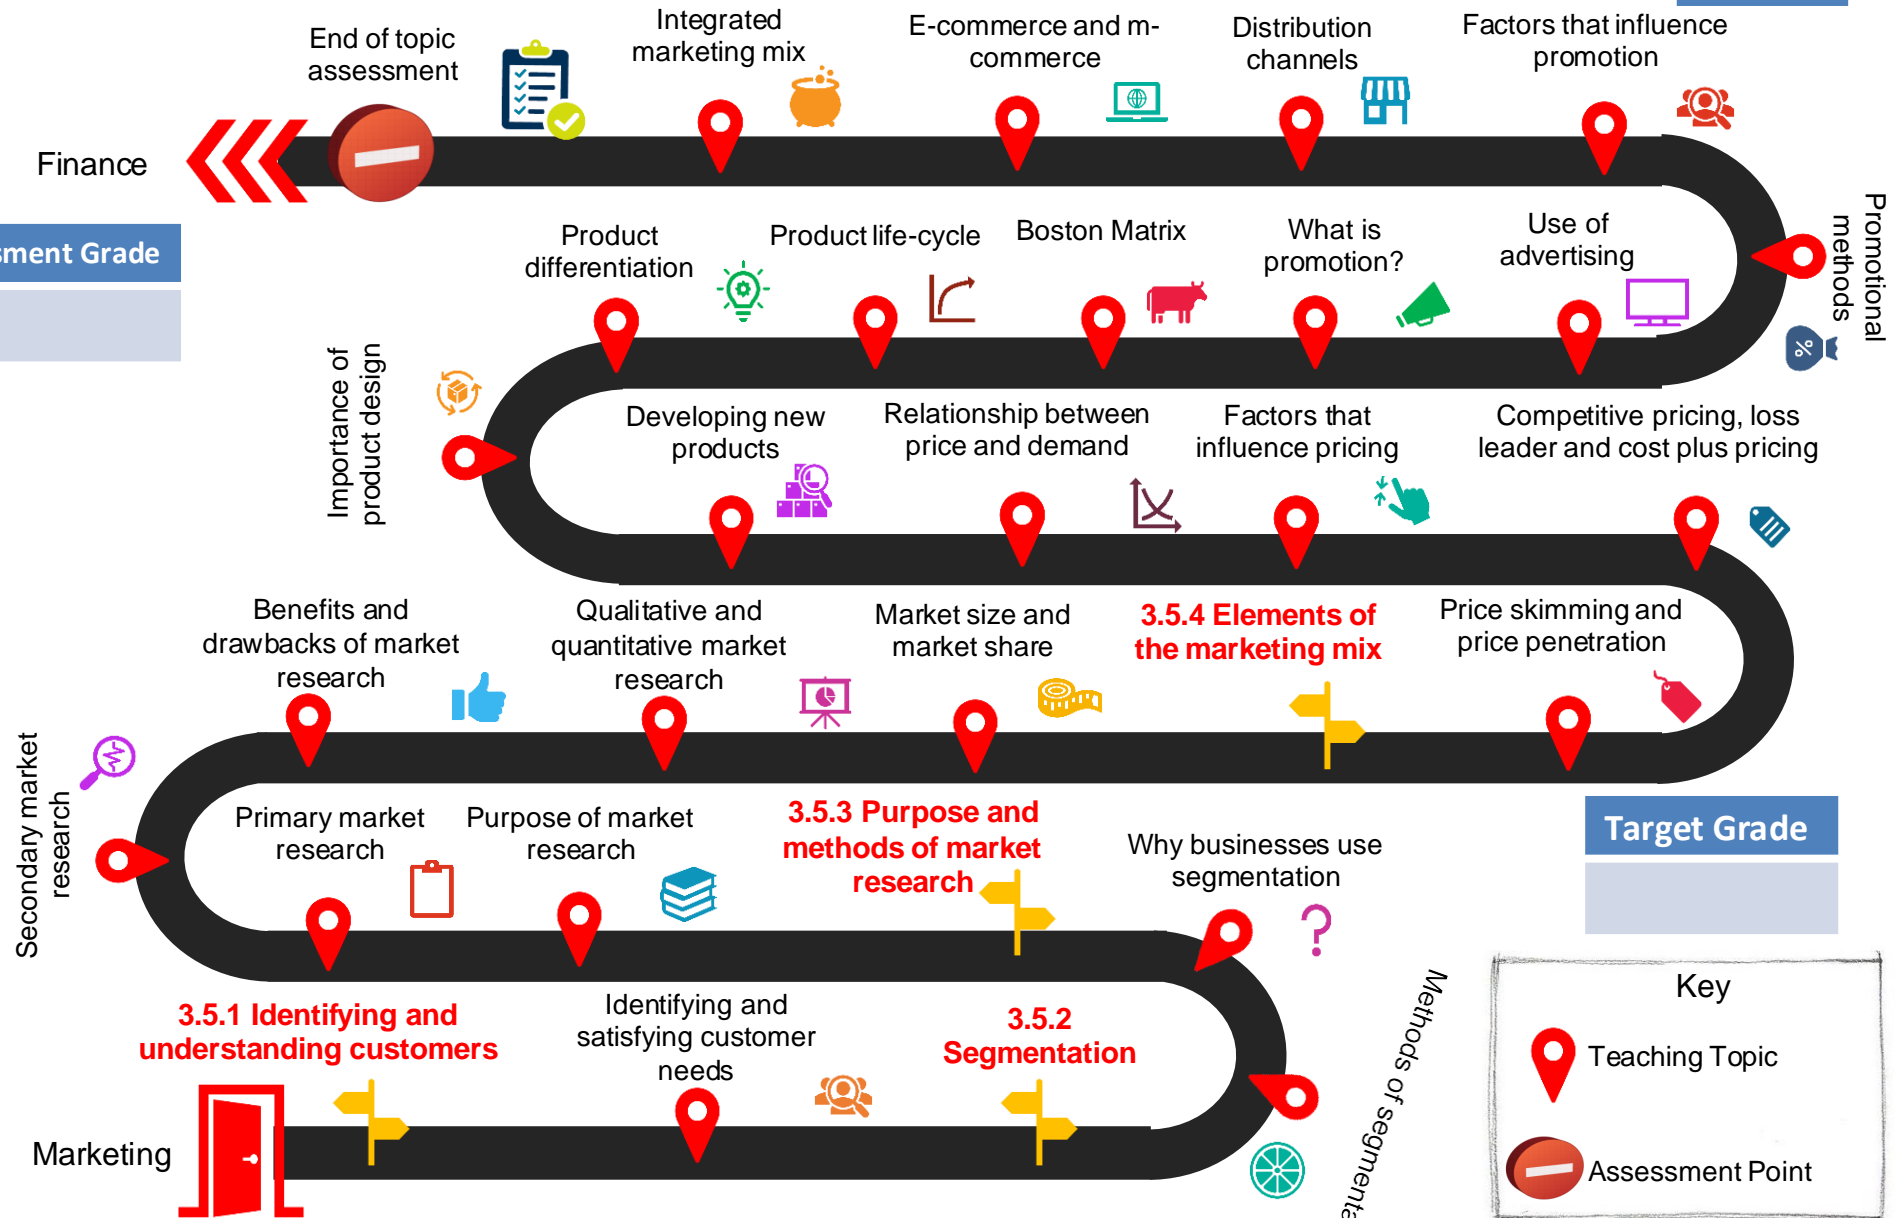 End of topic
assessment
Integrated
marketing mix
E-commerce and m-
commerce
Distribution
channels
Factors that influence
promotion
Finance
Promotional
methods
sment Grade
Product
differentiation
Product life-cycle
Boston Matrix
What is
promotion?
Use of
advertising
Importance of
product design
Developing new
products
Relationship between
price and demand
Factors that
influence pricing
Competitive pricing, loss
leader and cost plus pricing
%
Benefits and
drawbacks of market
research
Qualitative and
quantitative market
research
Market size and
market share
3.5.4 Elements of
the marketing mix
Price skimming and
price penetration
Secondary market
research
Primary market
research
Purpose of market
research
3.5.3 Purpose and
methods of market
research
Why businesses use
segmentation
?
Target Grade
3.5.1 Identifying and
understanding customers
Identifying and
satisfying customer
needs
3.5.2
Segmentation
Methods of segmenta
Marketing
Key
Teaching Topic
Assessment Point